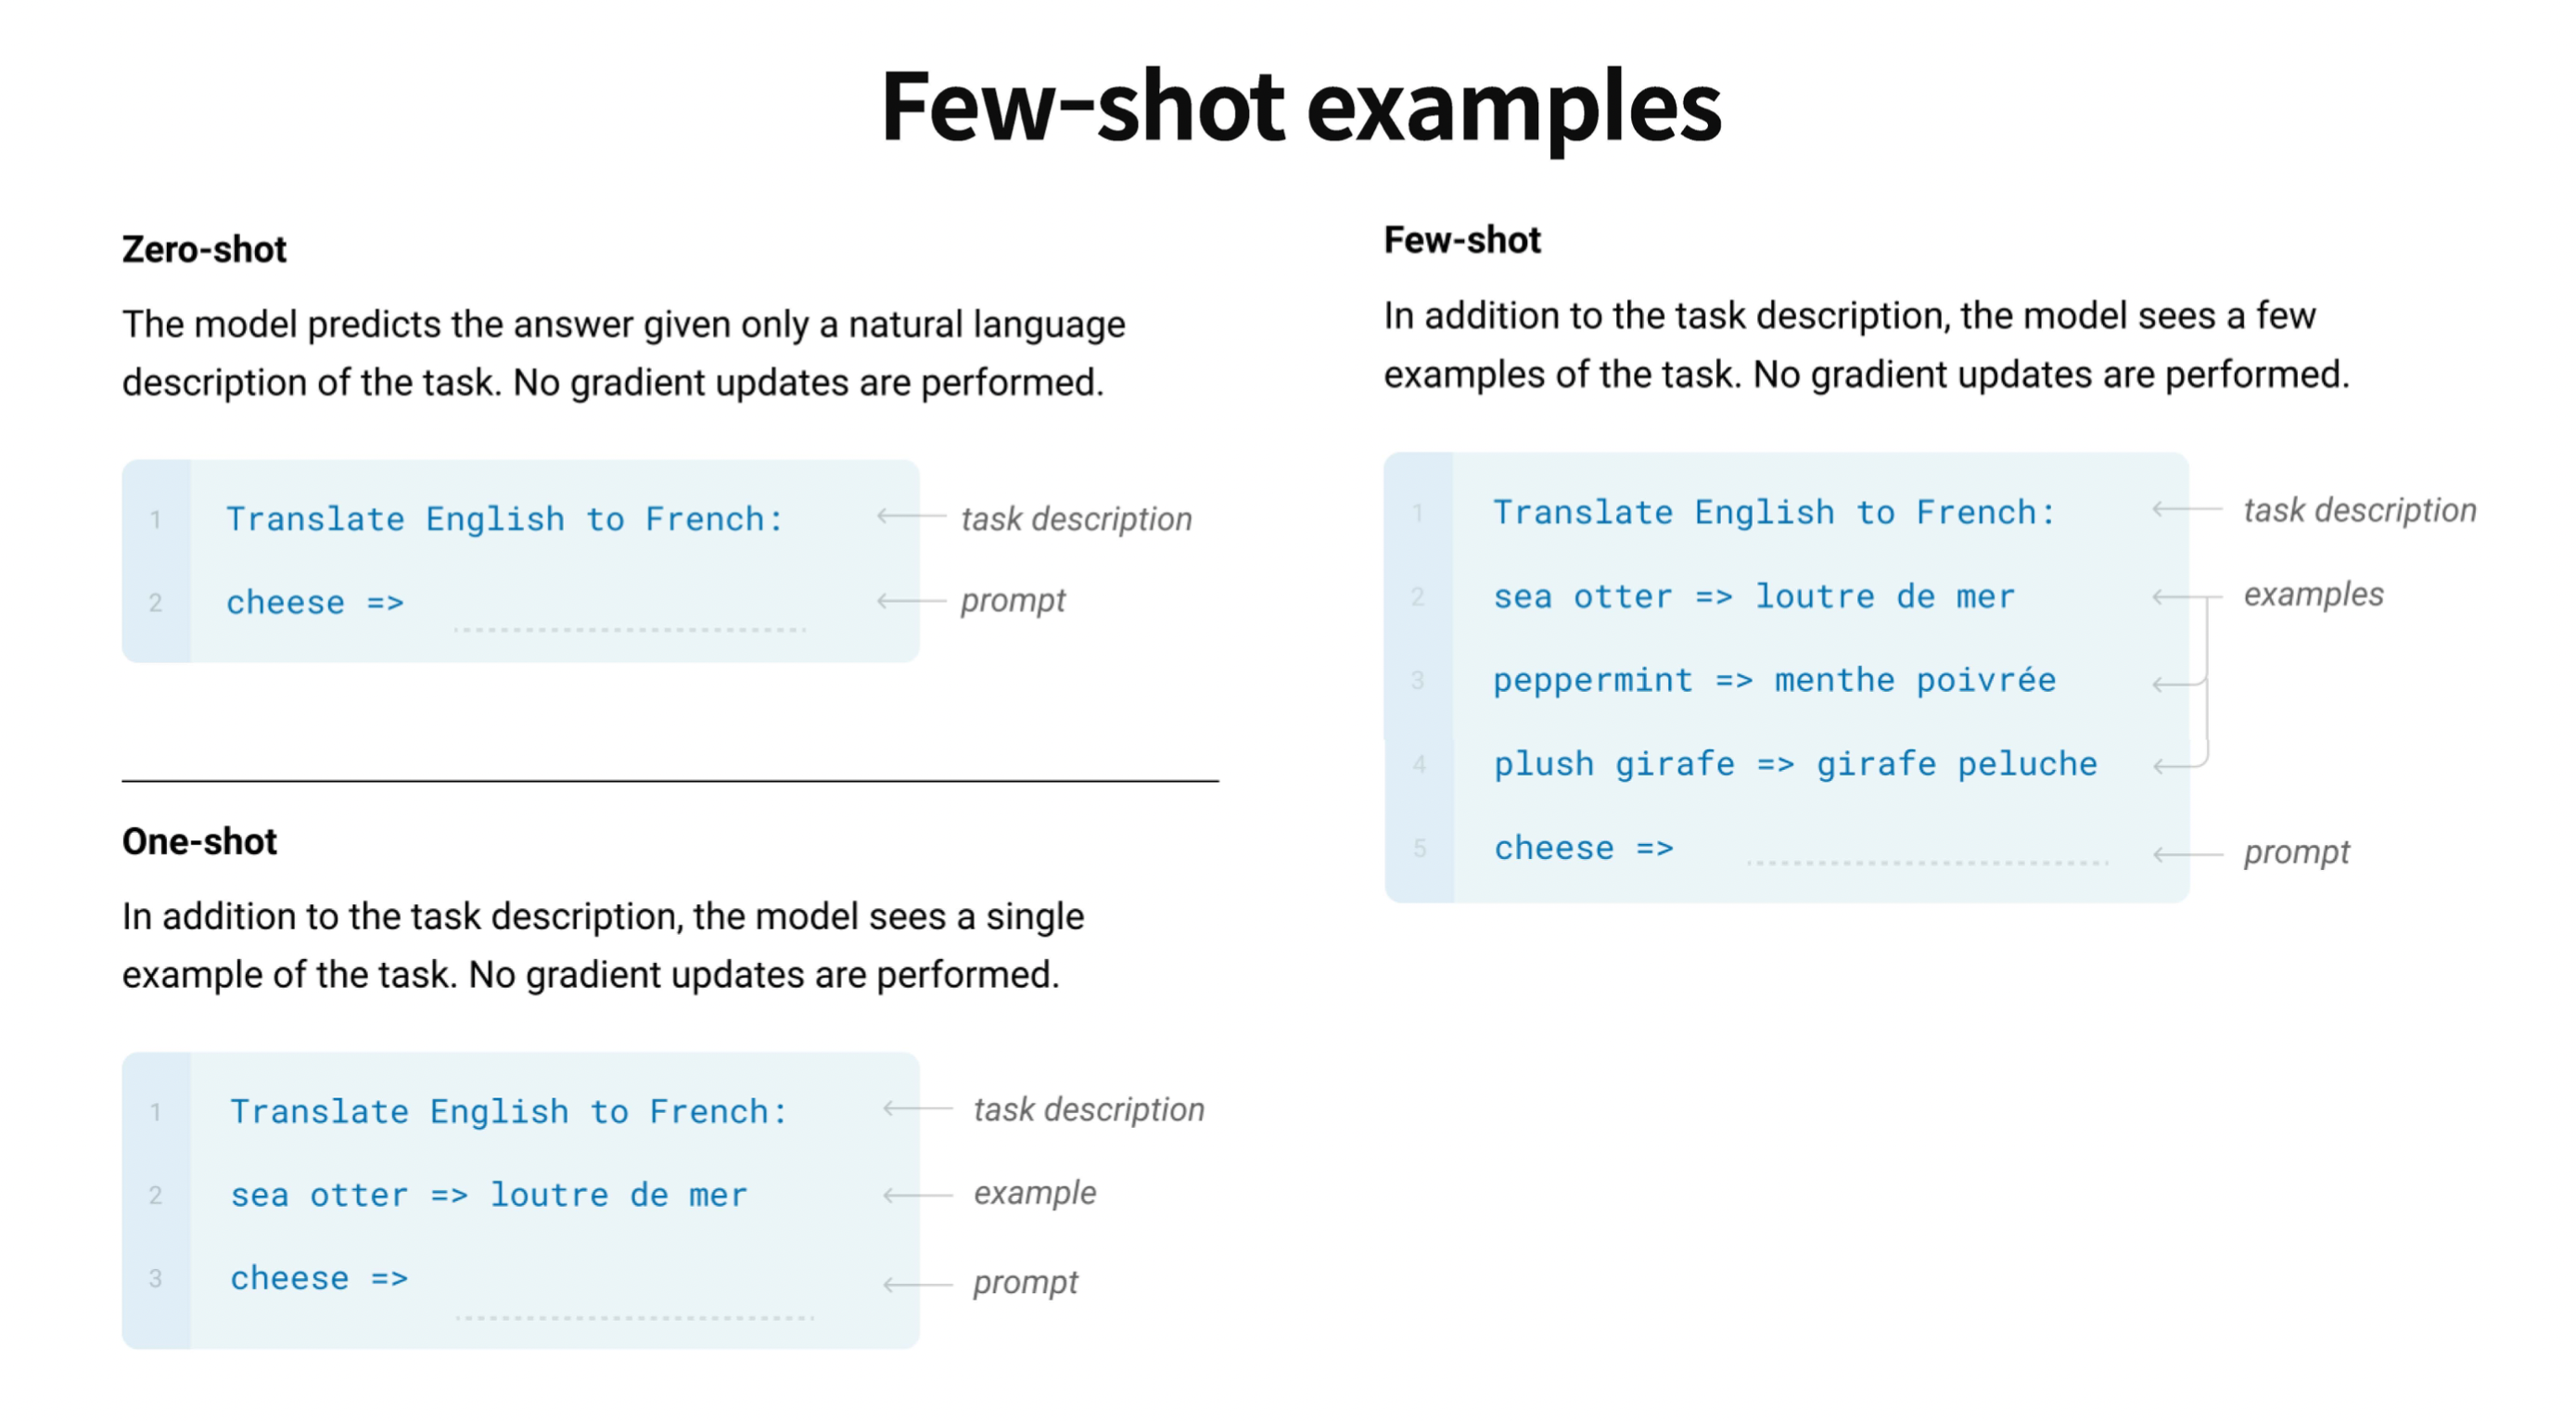 Few-shot examples
Zero-shot
The model predicts the answer given only a natural language
description of the task. No gradient updates are performed.
1 Translate English to French: task description
2 cheese => prompt
One-shot
In addition to the task description, the model sees a single
example of the task. No gradient updates are performed.
1 Translate English to French: task description
2 sea otter => loutre de mer example
3 cheese => prompt
Few-shot
In addition to the task description, the model sees a few
examples of the task. No gradient updates are performed.
1 Translate English to French: task description
2 sea otter => loutre de mer examples
3 peppermint => menthe poivrée
4 plush girafe => girafe peluche
5 cheese => prompt